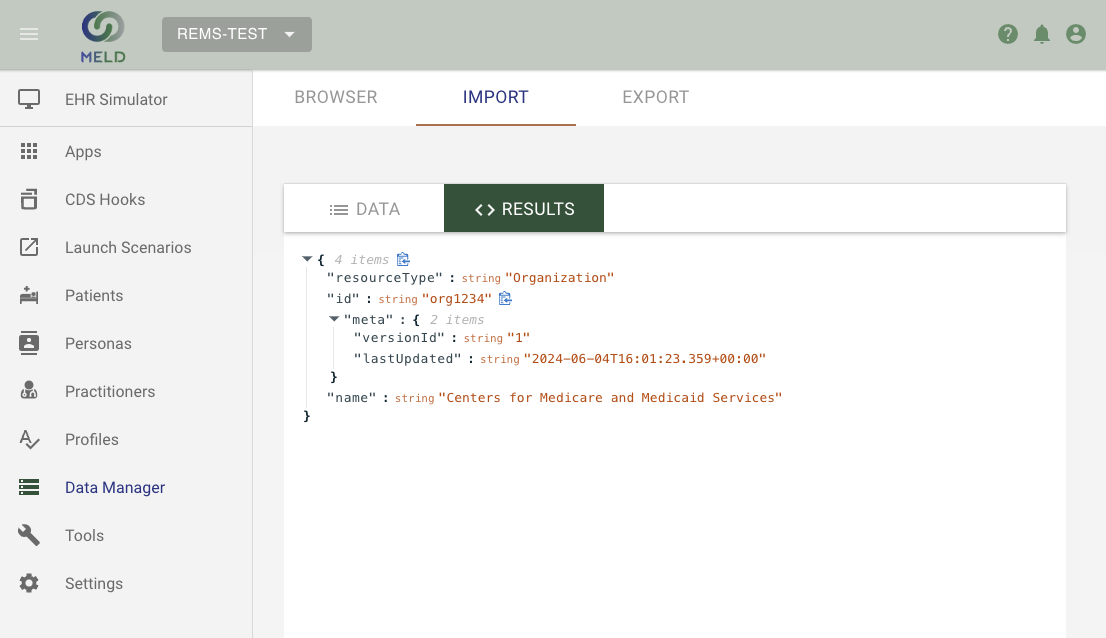 MELD
REMS-TEST
EHR Simulator
Apps
CDS Hooks
Launch Scenarios
Patients
Personas
Practitioners
Profiles
Data Manager
Tools
Settings
BROWSER IMPORT EXPORT
DATA <> RESULTS
{ 4 items
"resourceType" : string "Organization"
"id" : string "org1234"
"meta" : { 2 items
"versionId" : string "1"
"lastUpdated" : string "2024-06-04T16:01:23.359+00:00"
}
"name" : string "Centers for Medicare and Medicaid Services"
}